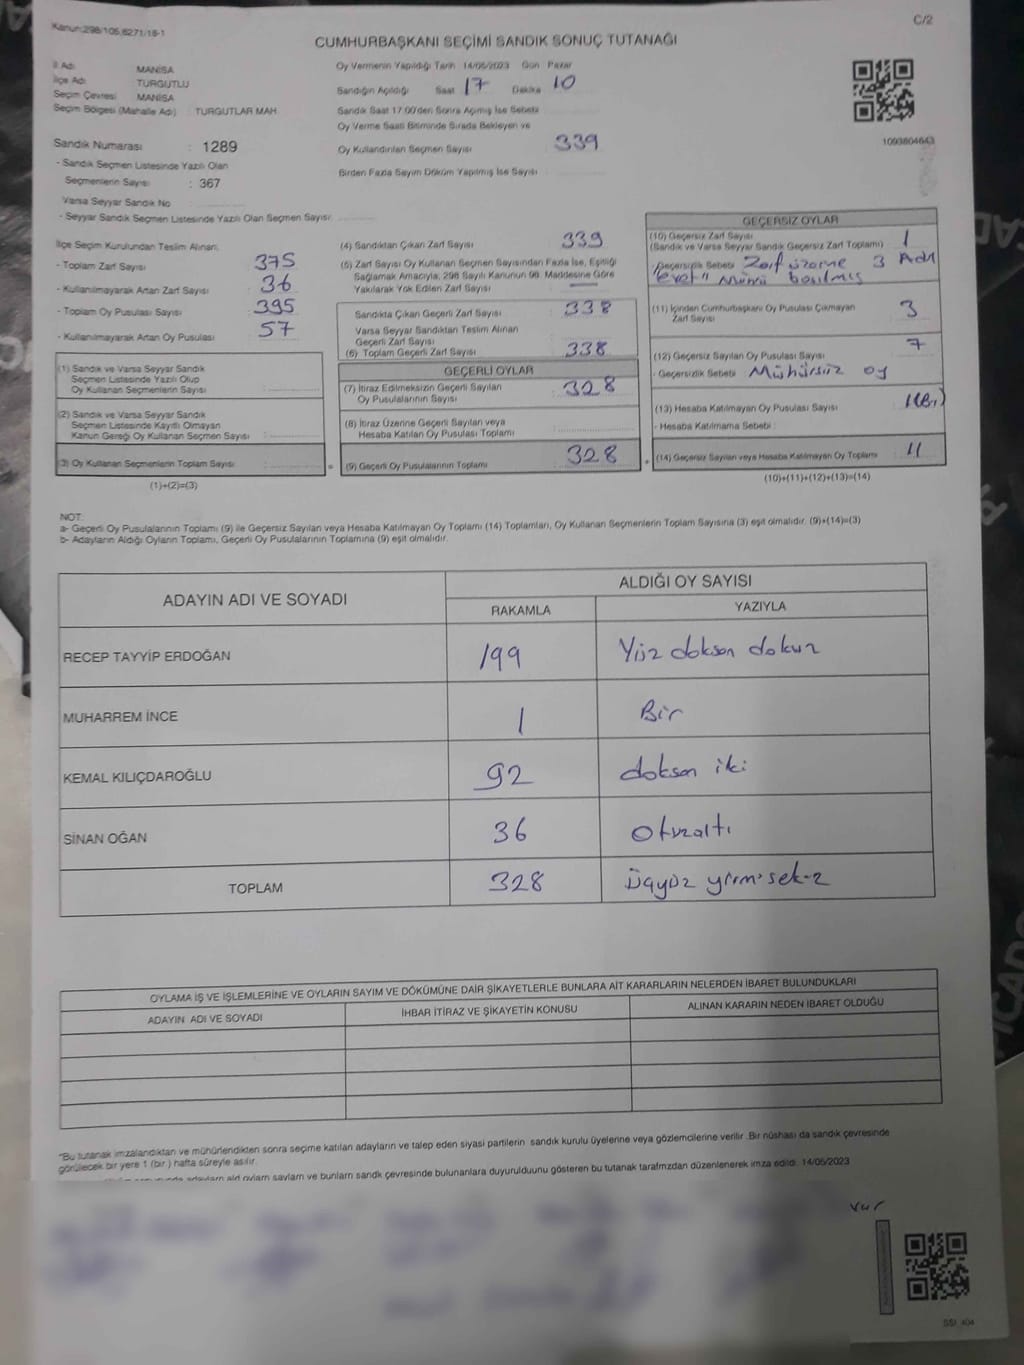 Kanun:298/105,6271/16-1
C/2
CUMHURBAŞKANI SEÇİMİ SANDIK SONUÇ TUTANAĞI
İl Adı MANİSA
İlçe Adı TURGUTLU
Seçim Çevresi MANİSA
Seçim Bölgesi (Mahalle Adı) : TURGUTLAR MAH.
Sandık Numarası : 1289
- Sandık Seçmen Listesinde Yazılı Olan
Seçmenlerin Sayısı : 367
Varsa Seyyar Sandık No
- Seyyar Sandık Seçmen Listesinde Yazılı Olan Seçmen Sayısı
Oy Vermenin Yapıldığı Tarih 14/05/2023 Gün Pazar
Sandığın Açıldığı Saat 17 Dakika 10
Sandık Saat 17:00'den Sonra Açılmış İse Sebebi
Oy Verme Saati Bitiminde Sırada Bekleyen ve
Oy Kullandırılan Seçmen Sayısı 339
Birden Fazla Sayım Döküm Yapılmış İse Sayısı
1093804643
İlçe Seçim Kurulundan Teslim Alınan:
- Toplam Zarf Sayısı 375
- Kullanılmayarak Artan Zarf Sayısı 36
- Toplam Oy Pusulası Sayısı 395
- Kullanılmayarak Artan Oy Pusulası 57
(1) Sandık ve Varsa Seyyar Sandık
Seçmen Listesinde Yazılı Olup
Oy Kullanan Seçmenlerin Sayısı
(2) Sandık ve Varsa Seyyar Sandık
Seçmen Listesinde Kayıtlı Olmayan
Kanun Gereği Oy Kullanan Seçmen Sayısı
(3) Oy Kullanan Seçmenlerin Toplam Sayısı =
(1)+(2)=(3)
(4) Sandıktan Çıkan Zarf Sayısı 339
(5) Zarf Sayısı Oy Kullanan Seçmen Sayısından Fazla İse, Eşitliği
Sağlamak Amacıyla, 298 Sayılı Kanunun 98. Maddesine Göre
Yakılarak Yok Edilen Zarf Sayısı —
Sandıkta Çıkan Geçerli Zarf Sayısı 338
Varsa Seyyar Sandıktan Teslim Alınan
Geçerli Zarf Sayısı
(6) Toplam Geçerli Zarf Sayısı 338
GEÇERLİ OYLAR
(7) İtiraz Edilmeksizin Geçerli Sayılan
Oy Pusulalarının Sayısı 328
(8) İtiraz Üzerine Geçerli Sayılan veya
Hesaba Katılan Oy Pusulası Toplamı
(9) Geçerli Oy Pusulalarının Toplamı 328 +
GEÇERSİZ OYLAR
(10) Geçersiz Zarf Sayısı 1
(Sandık ve Varsa Seyyar Sandık Geçersiz Zarf Toplamı)
Geçersizlik Sebebi Zarf üzerine 3 Adet
"evet" Mührü basılmış
(11) İçinden Cumhurbaşkanı Oy Pusulası Çıkmayan
Zarf Sayısı 3
(12) Geçersiz Sayılan Oy Pusulası Sayısı 7
- Geçersizlik Sebebi Mühürsüz oy
(13) Hesaba Katılmayan Oy Pusulası Sayısı 1(Bir)
- Hesaba Katılmama Sebebi :
(14) Geçersiz Sayılan veya Hesaba Katılmayan Oy Toplamı 11
(10)+(11)+(12)+(13)=(14)
NOT:
a- Geçerli Oy Pusulalarının Toplamı (9) ile Geçersiz Sayılan veya Hesaba Katılmayan Oy Toplamı (14) Toplamları, Oy Kullanan Seçmenlerin Toplam Sayısına (3) eşit olmalıdır. (9)+(14)=(3)
b- Adayların Aldığı Oyların Toplamı, Geçerli Oy Pusulalarının Toplamına (9) eşit olmalıdır.
ADAYIN ADI VE SOYADI
ALDIĞI OY SAYISI
RAKAMLA YAZIYLA
RECEP TAYYİP ERDOĞAN 199 Yüz doksan dokuz
MUHARREM İNCE 1 Bir
KEMAL KILIÇDAROĞLU 92 doksan iki
SİNAN OĞAN 36 Otuzaltı
TOPLAM 328 üçyüz yirmi sekiz
OYLAMA İŞ VE İŞLEMLERİNE VE OYLARIN SAYIM VE DÖKÜMÜNE DAİR ŞİKAYETLERLE BUNLARA AİT KARARLARIN NELERDEN İBARET BULUNDUKLARI
ADAYIN ADI VE SOYADI İHBAR İTİRAZ VE ŞİKAYETİN KONUSU ALINAN KARARIN NEDEN İBARET OLDUĞU
"Bu tutanak imzalandıktan ve mühürlendikten sonra seçime katılan adayların ve talep eden siyasi partilerin sandık kurulu üyelerine veya gözlemcilerine verilir. Bir nüshası da sandık çevresinde
görülecek bir yere 1 (bir) hafta süreyle asılır.
ve bunların sandık çevresinde bulunanlara duyurulduğunu gösteren bu tutanak tarafımızdan düzenlenerek imza edildi. 14/05/2023